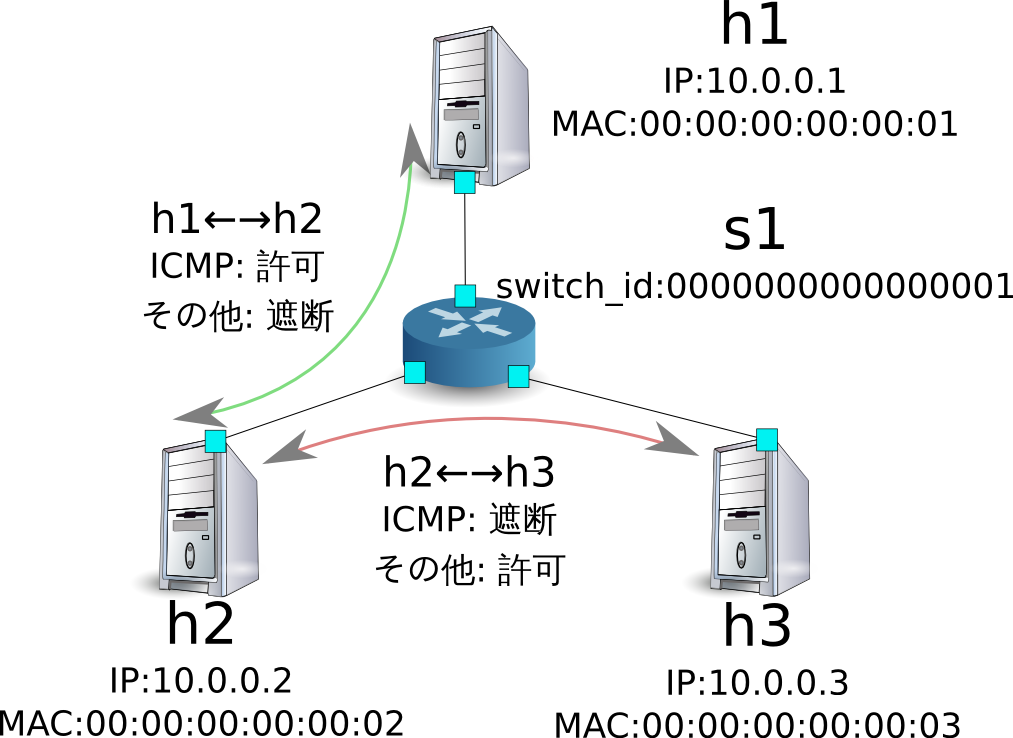 h1
IP:10.0.0.1
MAC:00:00:00:00:00:01
h1←→h2
ICMP: 許可
その他: 遮断
s1
switch_id:0000000000000001
h2←→h3
ICMP: 遮断
その他: 許可
h2
IP:10.0.0.2
MAC:00:00:00:00:00:02
h3
IP:10.0.0.3
MAC:00:00:00:00:00:03